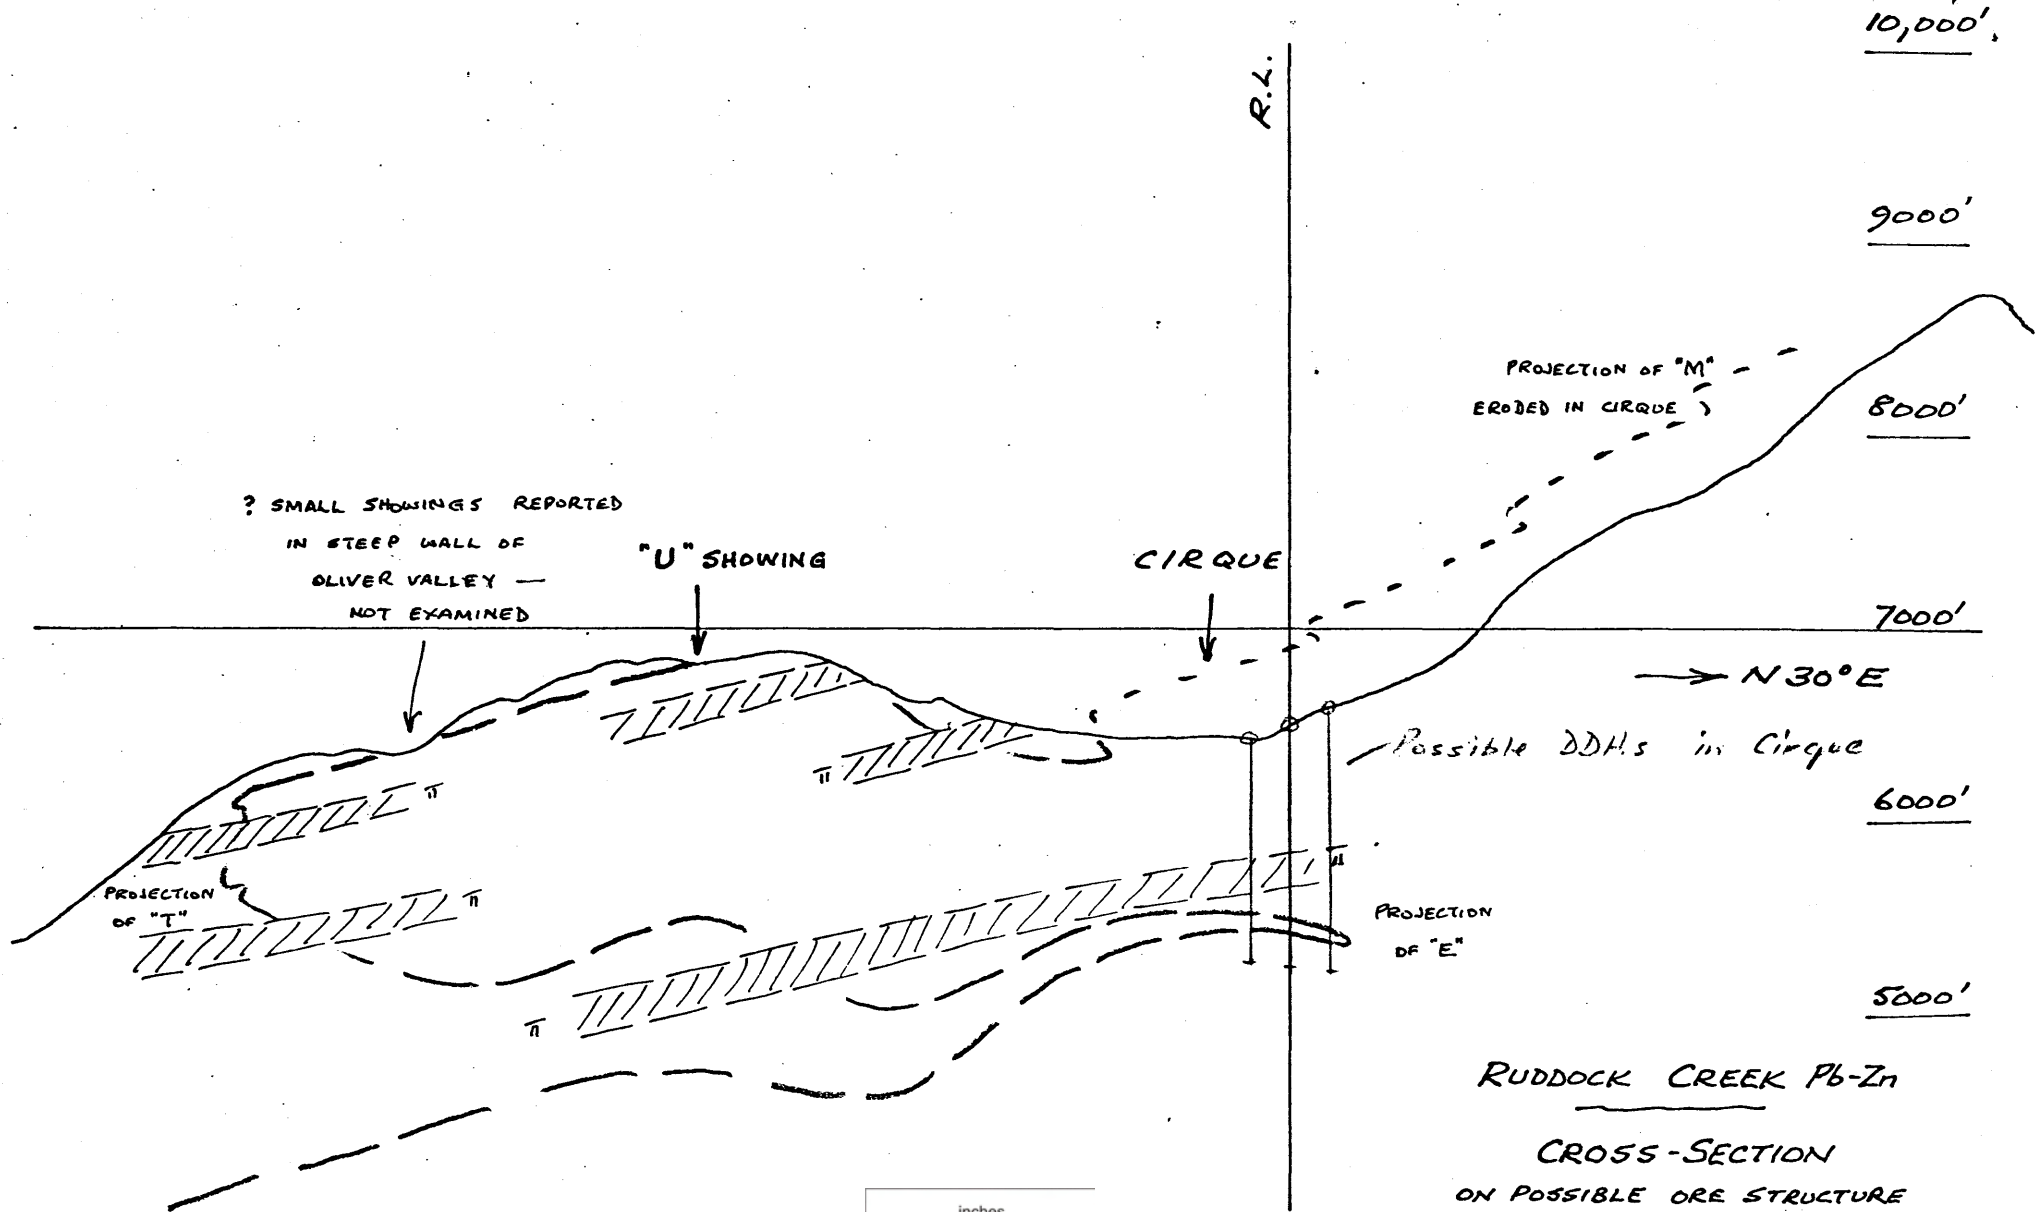 10,000'.
R.L.
9000'
PROJECTION OF "M"
ERODED IN CIRQUE
8000'
? SMALL SHOWINGS REPORTED
IN STEEP WALL OF
OLIVER VALLEY —
NOT EXAMINED
"U" SHOWING
CIRQUE
7000'
N 30° E
Possible DDHs in Cirque
6000'
PROJECTION
OF "T"
PROJECTION
OF "E"
5000'
RUDDOCK CREEK Pb-Zn
CROSS-SECTION
ON POSSIBLE ORE STRUCTURE
inches